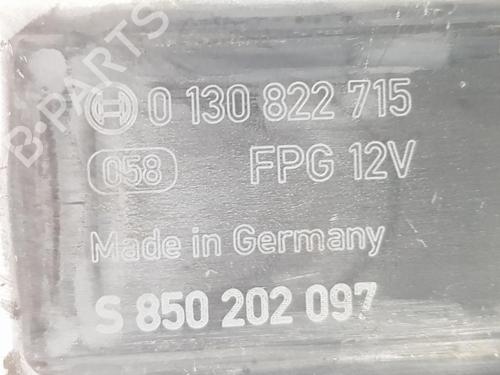 B-PARTS
0 130 822 715
058 FPG 12V
Made in Germany
S 850 202 097